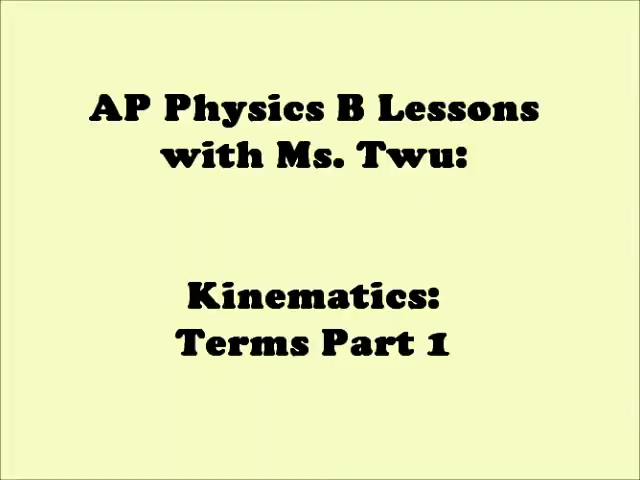 AP Physics B Lessons
with Ms. Twu:
Kinematics:
Terms Part 1